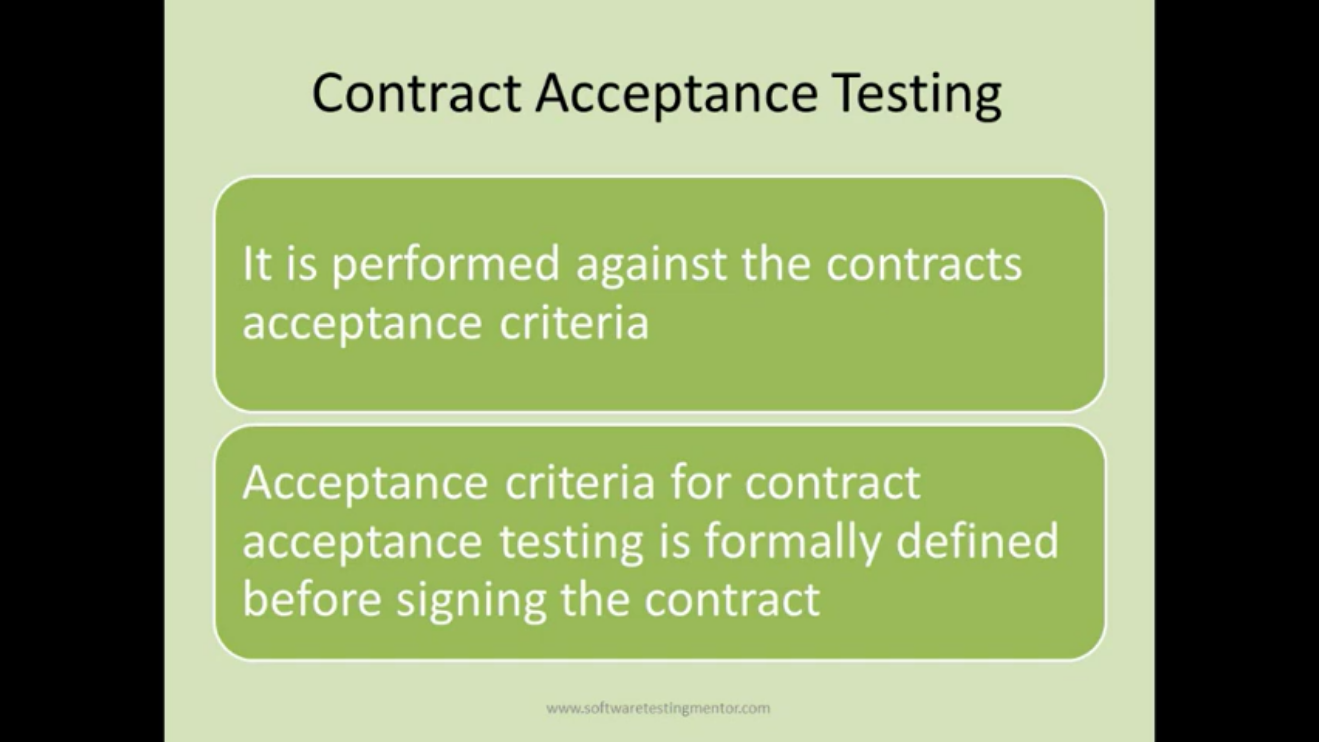 Contract Acceptance Testing
It is performed against the contracts
acceptance criteria
Acceptance criteria for contract
acceptance testing is formally defined
before signing the contract
www.softwaretestingmentor.com